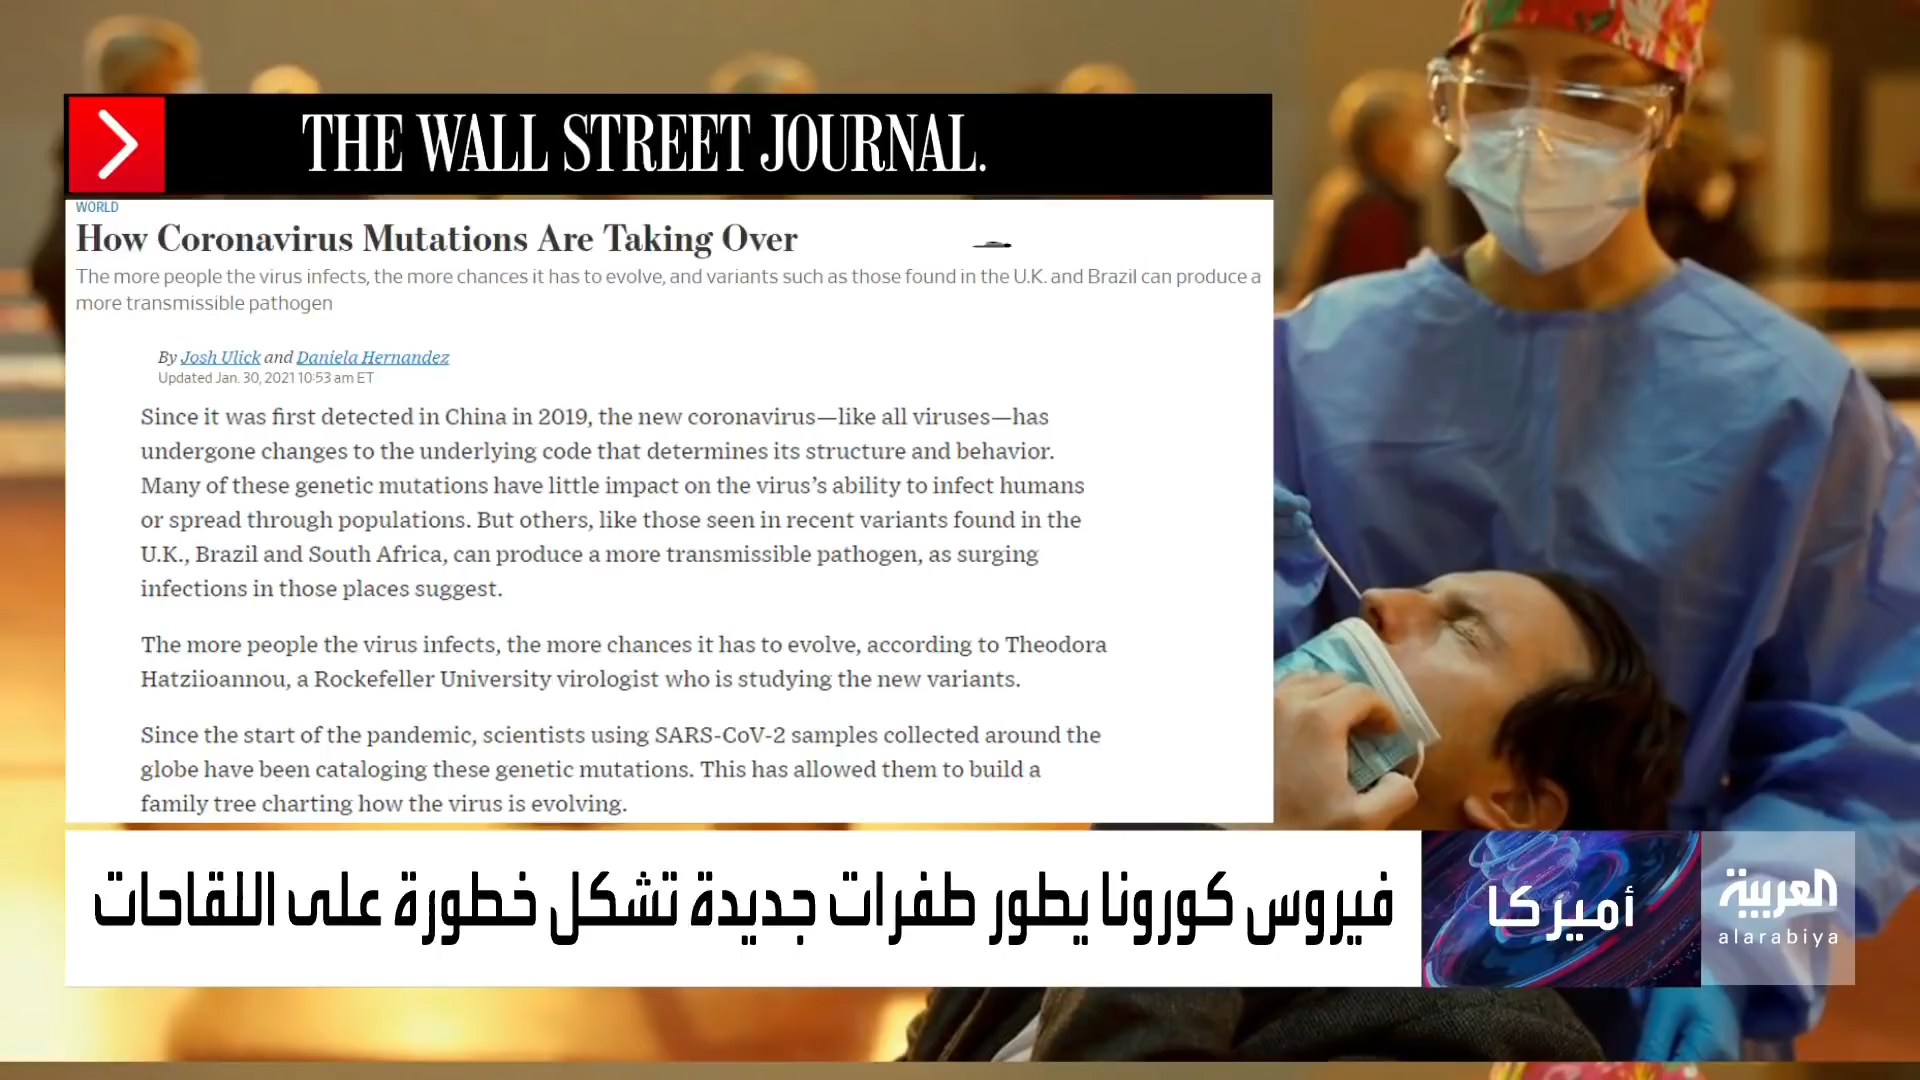 THE WALL STREET JOURNAL.
WORLD
How Coronavirus Mutations Are Taking Over
The more people the virus infects, the more chances it has to evolve, and variants such as those found in the U.K. and Brazil can produce a
more transmissible pathogen
By Josh Ulick and Daniela Hernandez
Updated Jan. 30, 2021 10:53 am ET
Since it was first detected in China in 2019, the new coronavirus—like all viruses—has
undergone changes to the underlying code that determines its structure and behavior.
Many of these genetic mutations have little impact on the virus’s ability to infect humans
or spread through populations. But others, like those seen in recent variants found in the
U.K., Brazil and South Africa, can produce a more transmissible pathogen, as surging
infections in those places suggest.
The more people the virus infects, the more chances it has to evolve, according to Theodora
Hatziioannou, a Rockefeller University virologist who is studying the new variants.
Since the start of the pandemic, scientists using SARS-CoV-2 samples collected around the
globe have been cataloging these genetic mutations. This has allowed them to build a
family tree charting how the virus is evolving.
فيروس كورونا يطور طفرات جديدة تشكل خطورة على اللقاحات
أميركا
العربية
alarabiya